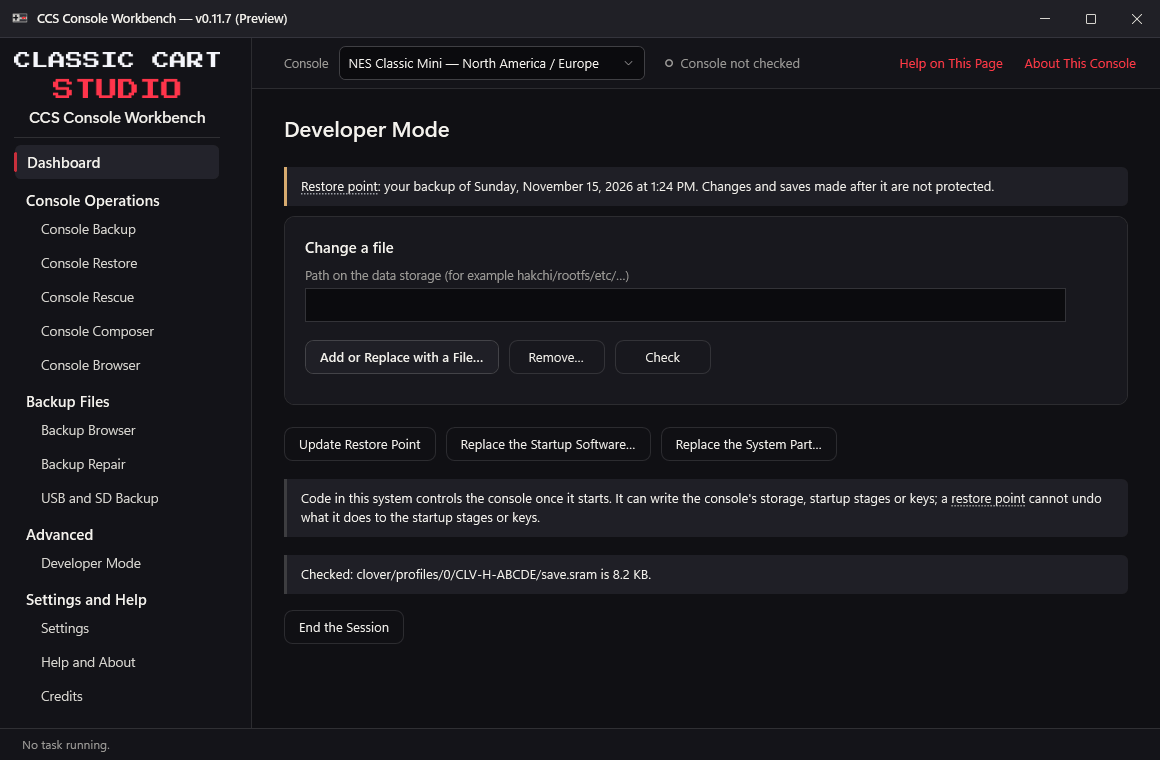 CCS Console Workbench — v0.11.7 (Preview)
CLASSIC CART
STUDIO
CCS Console Workbench
Dashboard
Console Operations
Console Backup
Console Restore
Console Rescue
Console Composer
Console Browser
Backup Files
Backup Browser
Backup Repair
USB and SD Backup
Advanced
Developer Mode
Settings and Help
Settings
Help and About
Credits
Console
NES Classic Mini — North America / Europe
Console not checked
Help on This Page
About This Console
Developer Mode
Restore point: your backup of Sunday, November 15, 2026 at 1:24 PM. Changes and saves made after it are not protected.
Change a file
Path on the data storage (for example hakchi/rootfs/etc/...)
Add or Replace with a File...
Remove...
Check
Update Restore Point
Replace the Startup Software...
Replace the System Part...
Code in this system controls the console once it starts. It can write the console's storage, startup stages or keys; a restore point cannot undo
what it does to the startup stages or keys.
Checked: clover/profiles/0/CLV-H-ABCDE/save.sram is 8.2 KB.
End the Session
No task running.